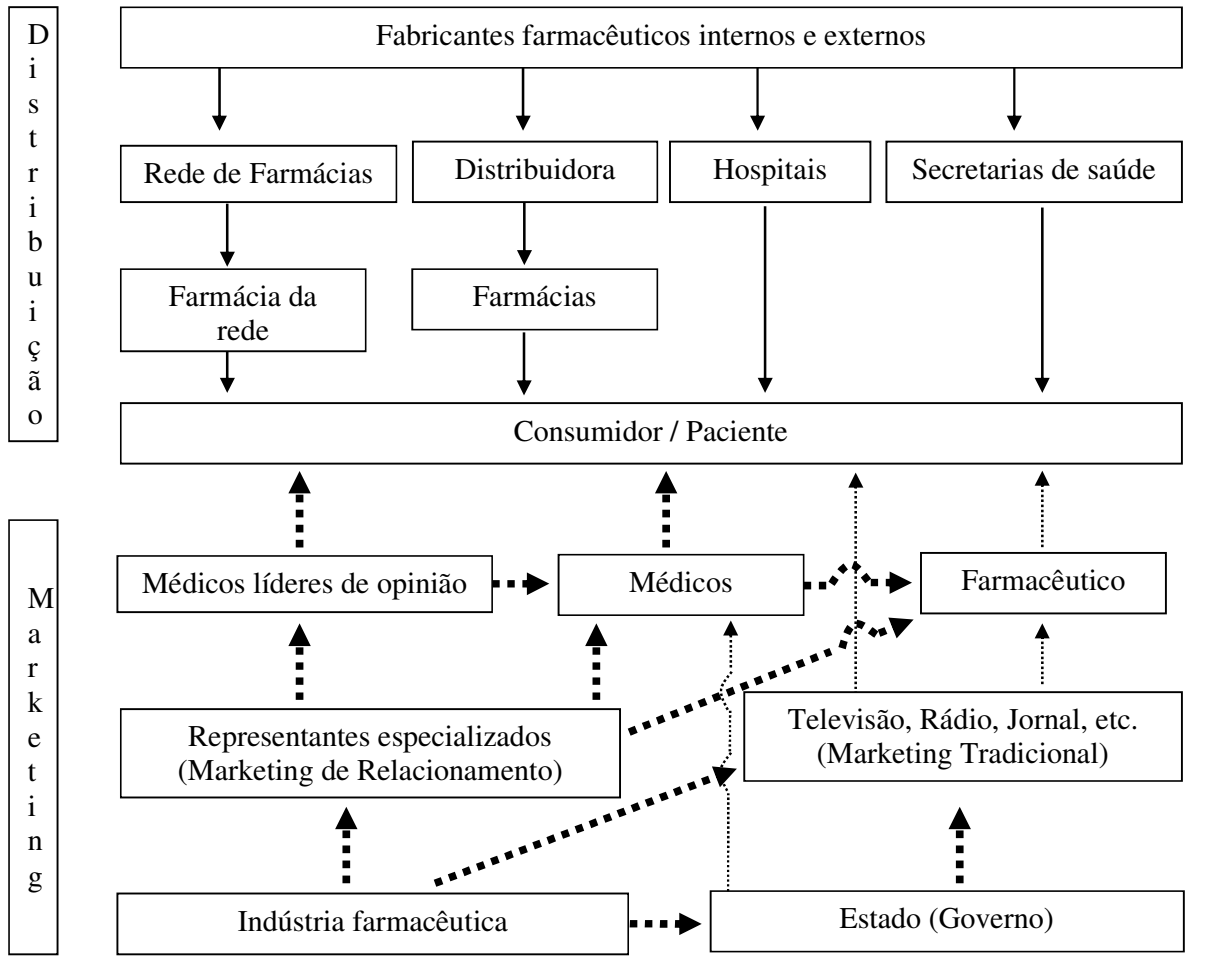 Distribuição
Fabricantes farmacêuticos internos e externos
Rede de Farmácias
Distribuidora
Hospitais
Secretarias de saúde
Farmácia da
rede
Farmácias
Consumidor / Paciente
Marketing
Médicos líderes de opinião
Médicos
Farmacêutico
Representantes especializados
(Marketing de Relacionamento)
Televisão, Rádio, Jornal, etc.
(Marketing Tradicional)
Indústria farmacêutica
Estado (Governo)